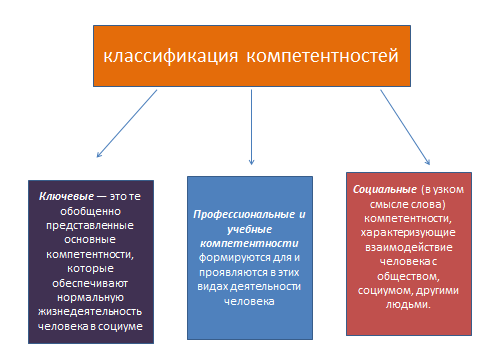 классификация компетентностей
Ключевые — это те
обобщенно
представленные
основные
компетентности,
которые
обеспечивают
нормальную
жизнедеятельность
человека в социуме
Профессиональные и
учебные
компетентности
формируются для и
проявляются в этих
видах деятельности
человека
Социальные (в узком
смысле слова)
компетентности,
характеризующие
взаимодействие
человека с
обществом,
социумом, другими
людьми.